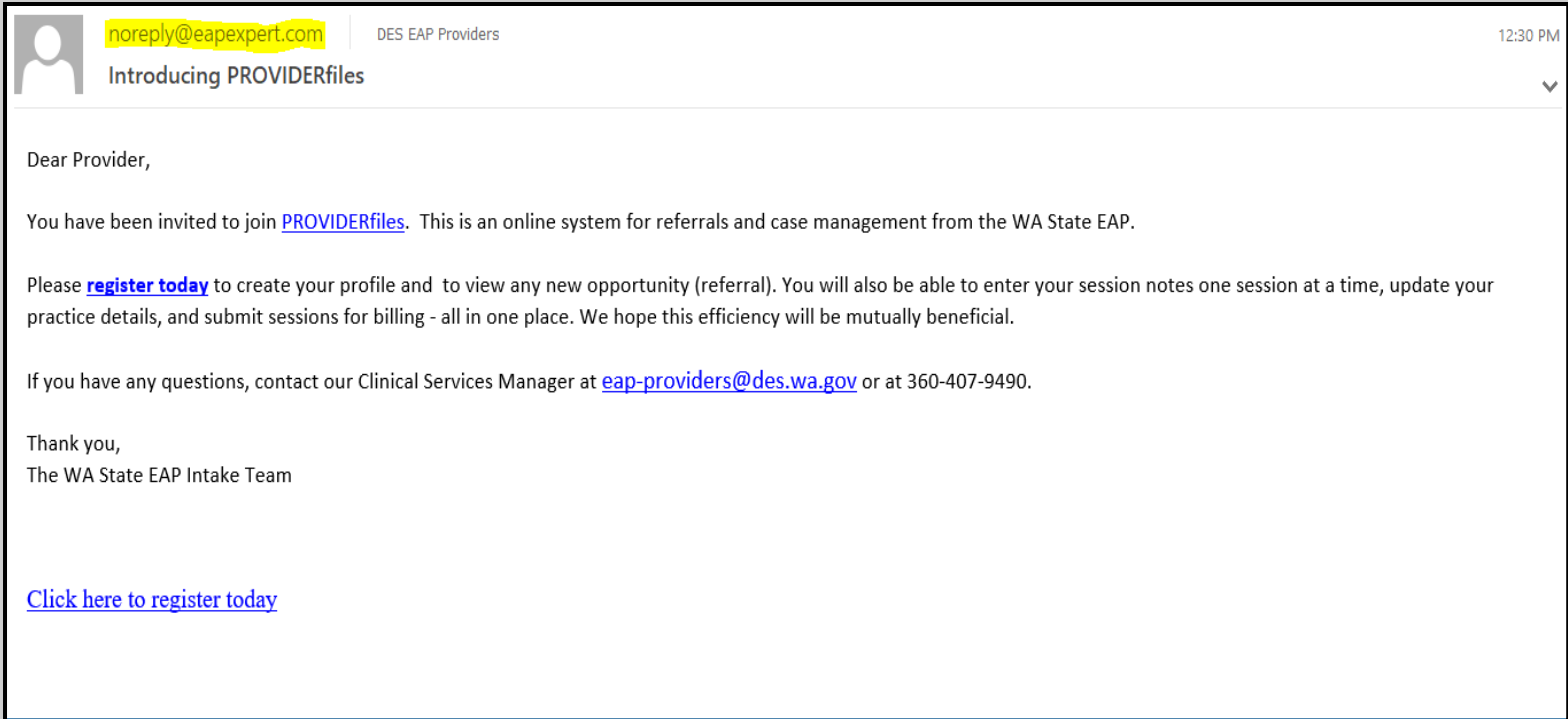 noreply@eapexpert.com DES EAP Providers 12:30 PM
Introducing PROVIDERfiles
Dear Provider,
You have been invited to join PROVIDERfiles.  This is an online system for referrals and case management from the WA State EAP.
Please register today to create your profile and  to view any new opportunity (referral). You will also be able to enter your session notes one session at a time, update your
practice details, and submit sessions for billing - all in one place. We hope this efficiency will be mutually beneficial.
If you have any questions, contact our Clinical Services Manager at eap-providers@des.wa.gov or at 360-407-9490.
Thank you,
The WA State EAP Intake Team
Click here to register today